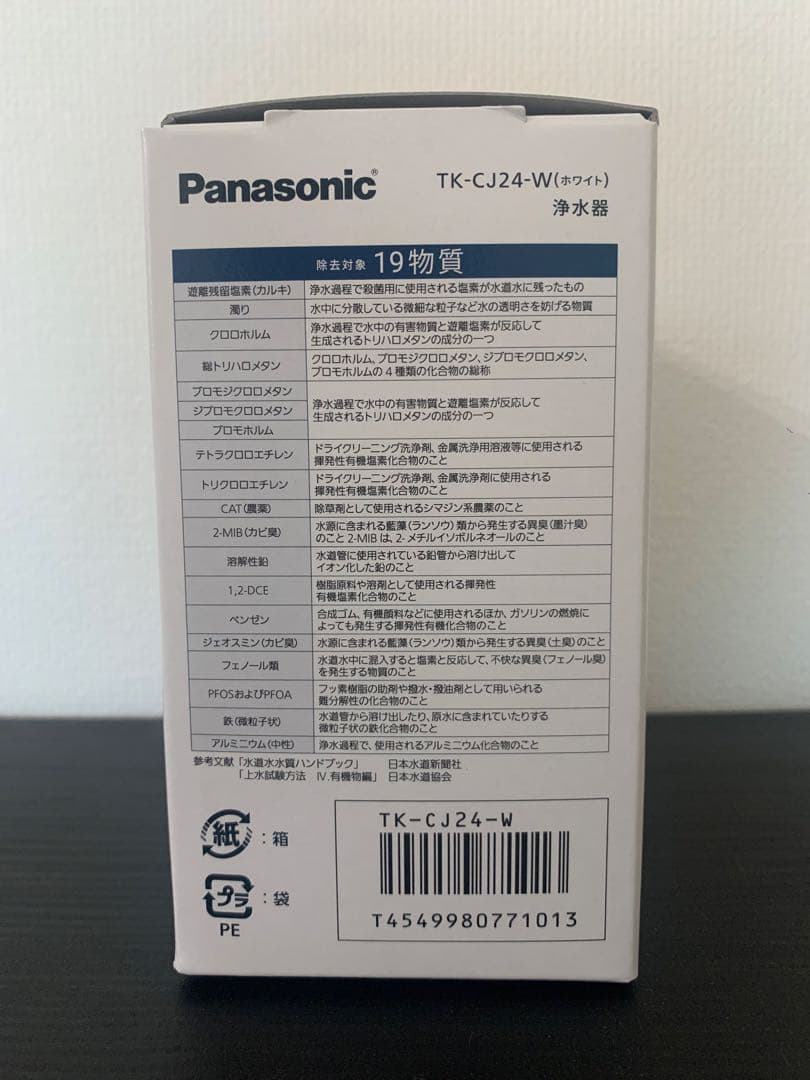 Panasonic®
TK-CJ24-W(ホワイト)
浄水器
除去対象 19物質
遊離残留塩素(カルキ) 浄水過程で殺菌用に使用される塩素が水道水に残ったもの
濁り 水中に分散している微細な粒子など水の透明さを妨げる物質
クロロホルム 浄水過程で水中の有害物質と遊離塩素が反応して
生成されるトリハロメタンの成分の一つ
総トリハロメタン クロロホルム、ブロモジクロロメタン、ジブロモクロロメタン、
ブロモホルムの4種類の化合物の総称
ブロモジクロロメタン
ジブロモクロロメタン
ブロモホルム
浄水過程で水中の有害物質と遊離塩素が反応して
生成されるトリハロメタンの成分の一つ
テトラクロロエチレン ドライクリーニング洗浄剤、金属洗浄用溶液等に使用される
揮発性有機塩素化合物のこと
トリクロロエチレン ドライクリーニング洗浄剤、金属洗浄剤に使用される
揮発性有機塩素化合物のこと
CAT(農薬) 除草剤として使用されるシマジン系農薬のこと
2-MIB(カビ臭) 水源に含まれる藍藻(ランソウ)類から発生する異臭(墨汁臭)
のこと 2-MIBは、2-メチルイソボルネオールのこと
溶解性鉛 水道管に使用されている鉛管から溶け出して
イオン化した鉛のこと
1,2-DCE 樹脂原料や溶剤として使用される揮発性
有機塩素化合物のこと
ベンゼン 合成ゴム、有機顔料などに使用されるほか、ガソリンの燃焼に
よっても発生する揮発性有機化合物のこと
ジェオスミン(カビ臭) 水源に含まれる藍藻(ランソウ)類から発生する異臭(土臭)のこと
フェノール類 水道水中に混入すると塩素と反応して、不快な異臭(フェノール臭)
を発生する物質のこと
PFOSおよびPFOA フッ素樹脂の助剤や撥水・撥油剤として用いられる
難分解性の化合物のこと
鉄(微粒子状) 水道管から溶け出したり、原水に含まれていたりする
微粒子状の鉄化合物のこと
アルミニウム(中性) 浄水過程で、使用されるアルミニウム化合物のこと
参考文献「水道水水質ハンドブック」 日本水道新聞社
「上水試験方法 Ⅳ.有機物編」 日本水道協会
紙 :箱
プラ :袋
PE
TK-CJ24-W
T4549980771013